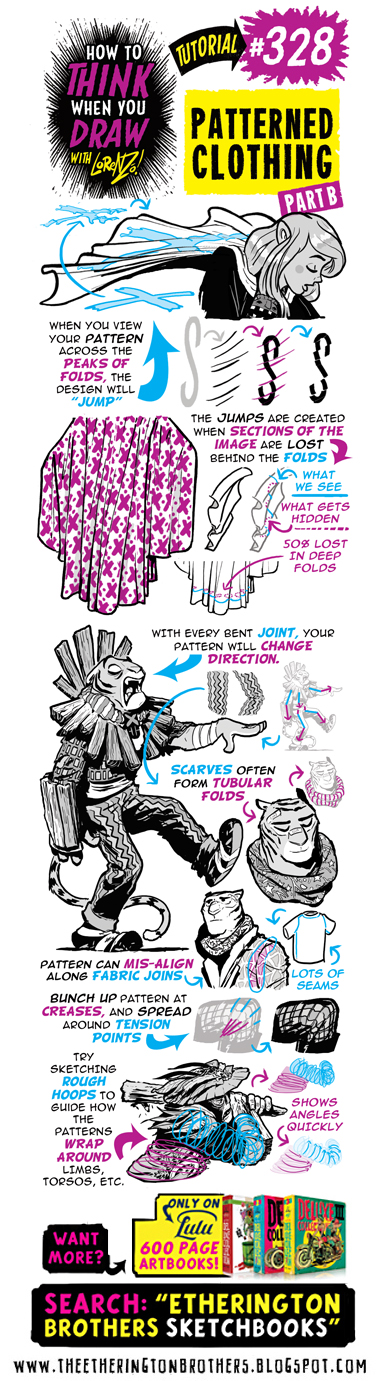 HOW TO
THINK
WHEN YOU
DRAW
WITH LORENZO!
TUTORIAL
#328
PATTERNED
CLOTHING
PART B
WHEN YOU VIEW
YOUR PATTERN
ACROSS THE
PEAKS OF
FOLDS, THE
DESIGN WILL
"JUMP"
THE JUMPS ARE CREATED
WHEN SECTIONS OF THE
IMAGE ARE LOST
BEHIND THE FOLDS
WHAT
WE SEE
WHAT GETS
HIDDEN
50% LOST
IN DEEP
FOLDS
WITH EVERY BENT JOINT, YOUR
PATTERN WILL CHANGE
DIRECTION.
SCARVES OFTEN
FORM TUBULAR
FOLDS
PATTERN CAN MIS-ALIGN
ALONG FABRIC JOINS
LOTS OF
SEAMS
BUNCH UP PATTERN AT
CREASES, AND SPREAD
AROUND TENSION
POINTS
TRY
SKETCHING
ROUGH
HOOPS TO
GUIDE HOW
THE
PATTERNS
WRAP
AROUND
LIMBS,
TORSOS, ETC.
SHOWS
ANGLES
QUICKLY
WANT
MORE?
ONLY ON
Lulu
600 PAGE
ARTBOOKS!
SEARCH: "ETHERINGTON
BROTHERS SKETCHBOOKS"
WWW.THEETHERINGTONBROTHERS.BLOGSPOT.COM